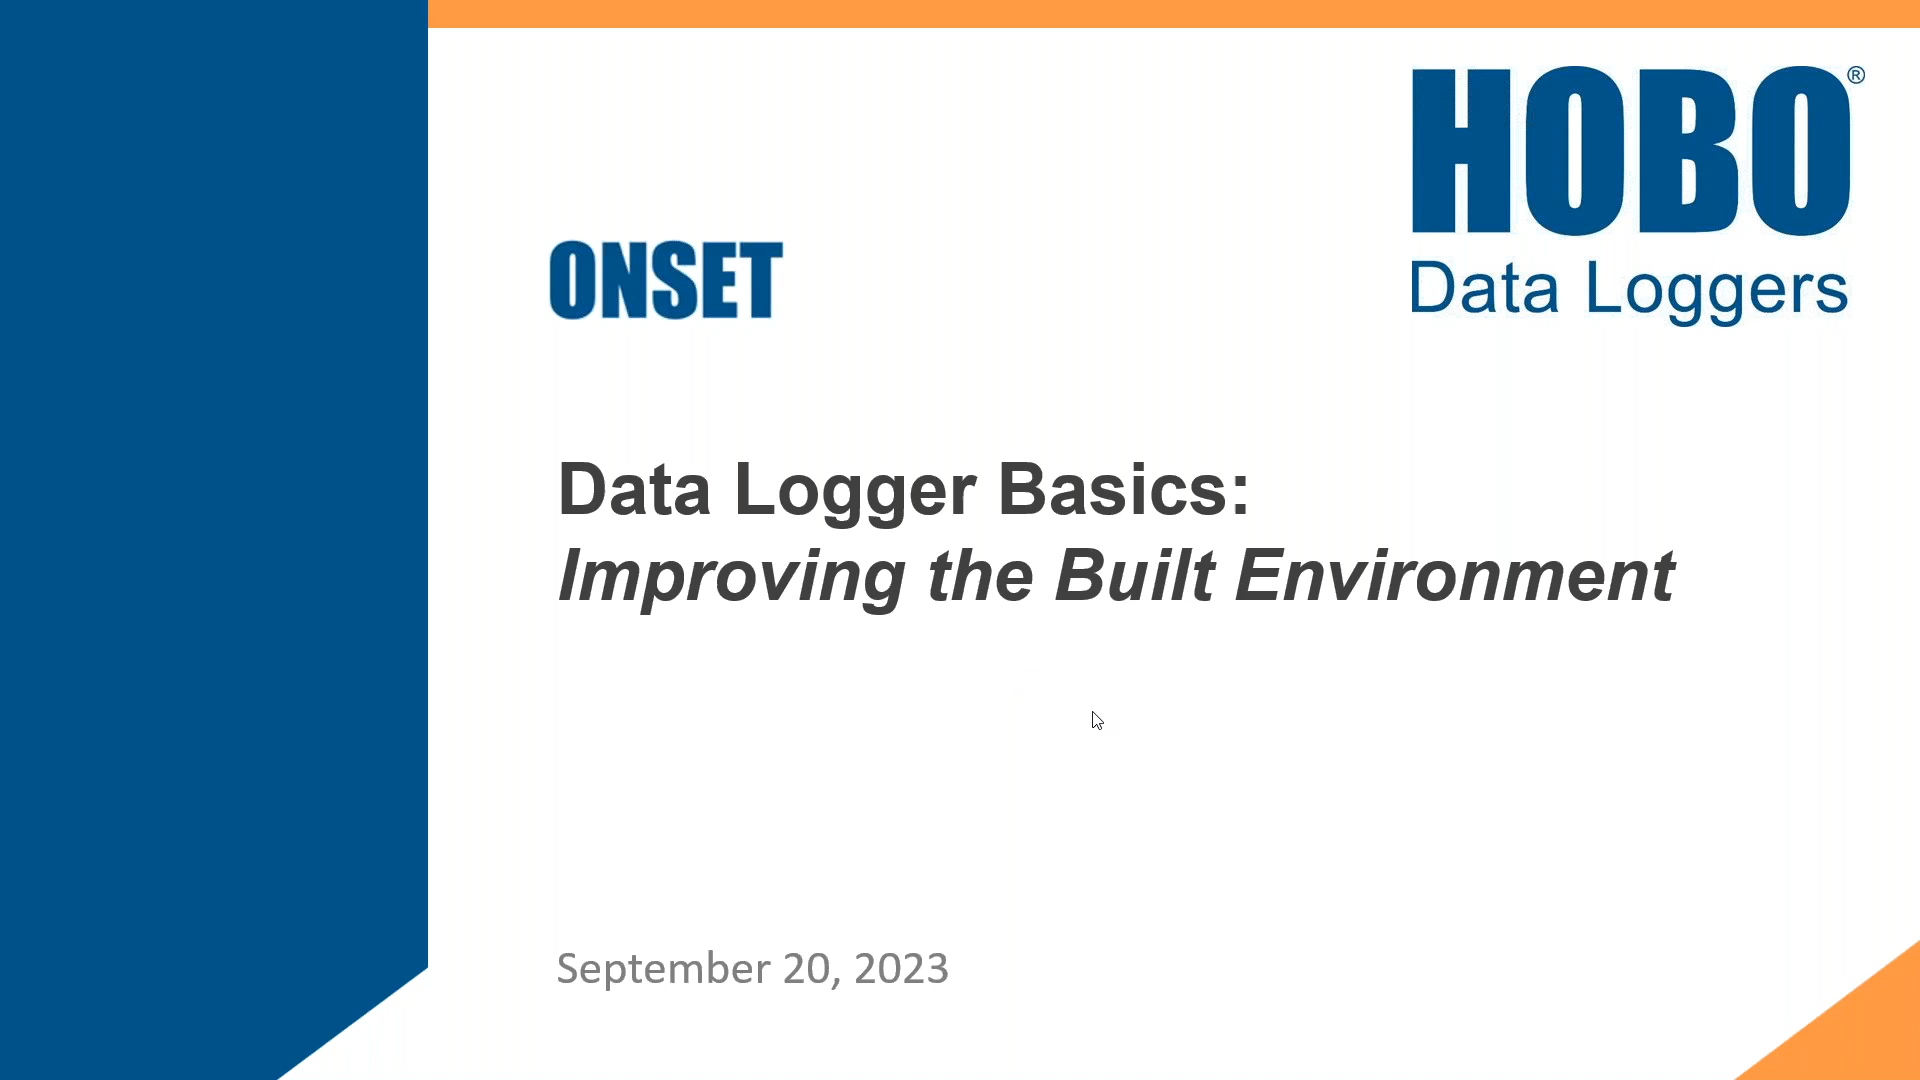 HOBO®
Data Loggers
ONSET
Data Logger Basics:
Improving the Built Environment
September 20, 2023